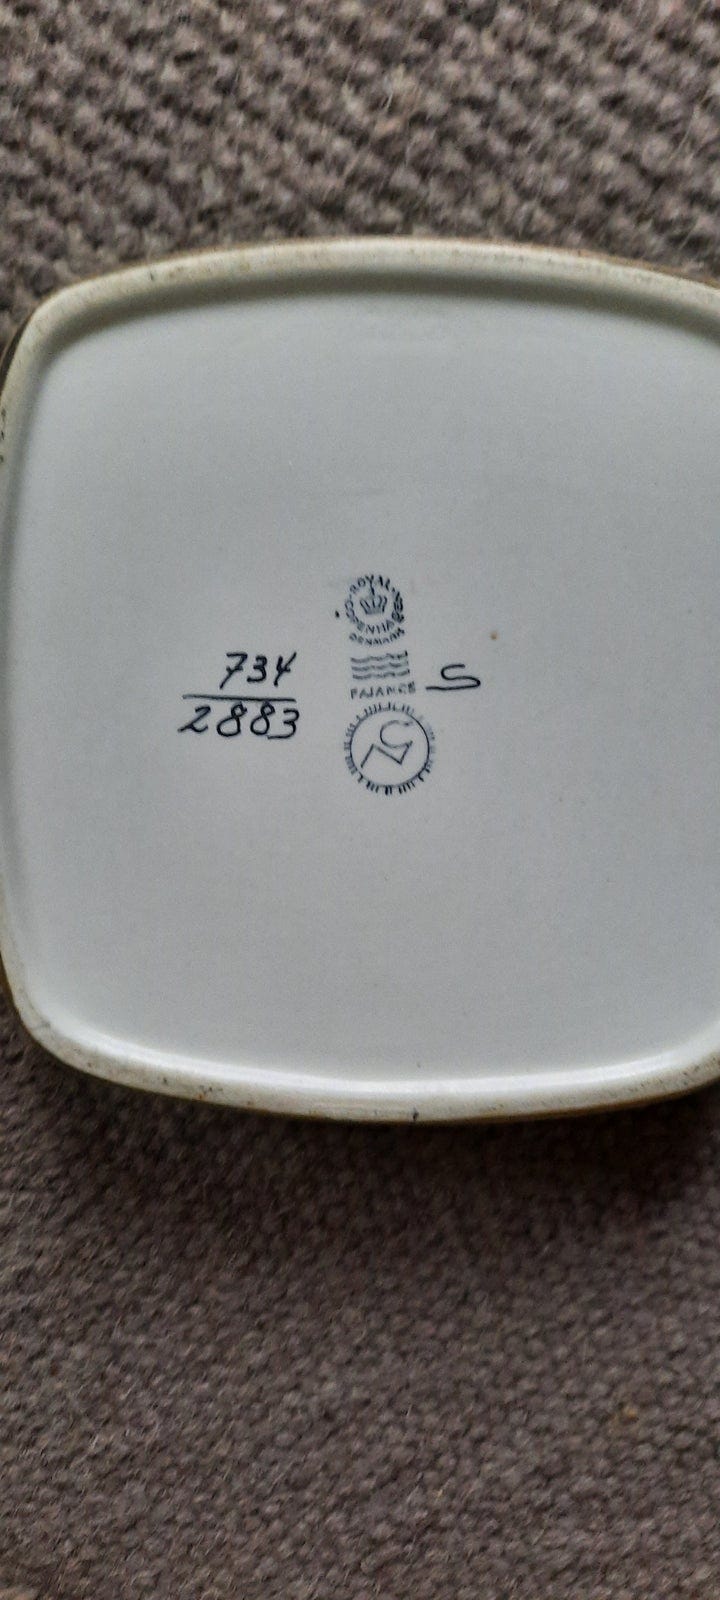 734
2883
ROYAL COPENHAGEN
DENMARK
FAJANCE
S